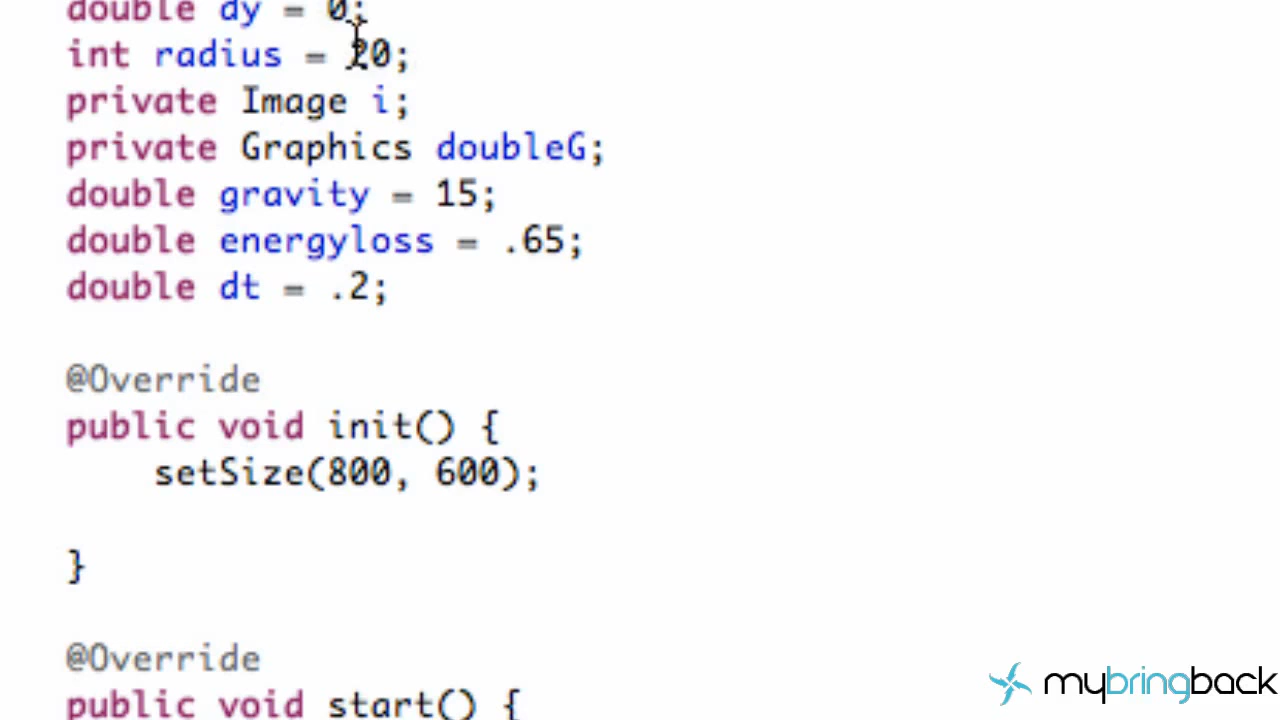 double dy = 0;
int radius = 20;
private Image i;
private Graphics doubleG;
double gravity = 15;
double energyloss = .65;
double dt = .2;
@Override
public void init() {
setSize(800, 600);
}
@Override
public void start() {
mybringback